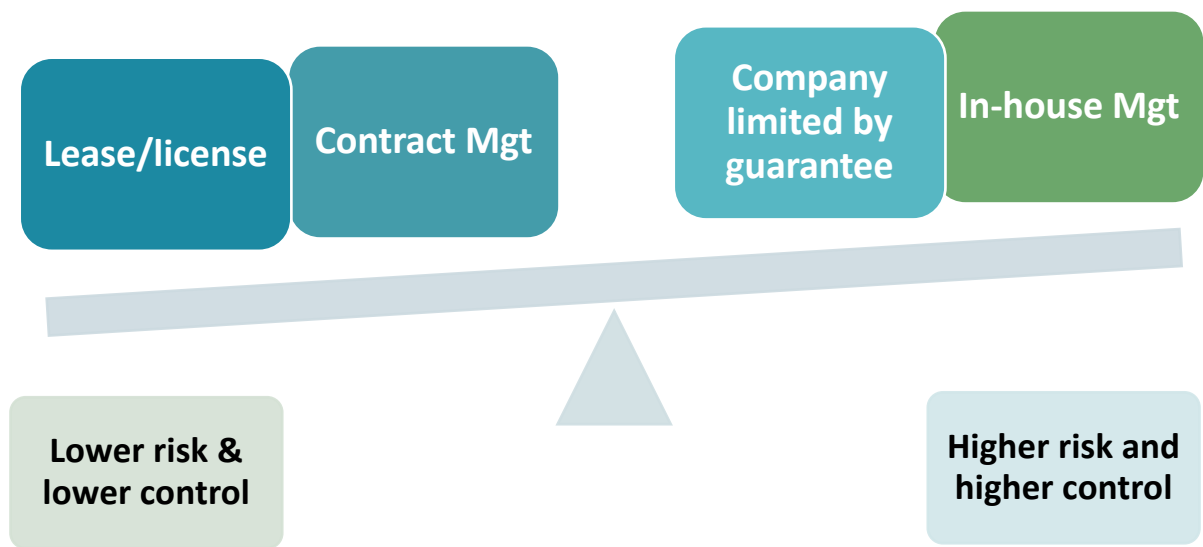 Lease/license
Contract Mgt
Company
limited by
guarantee
In-house Mgt
Lower risk &
lower control
Higher risk and
higher control